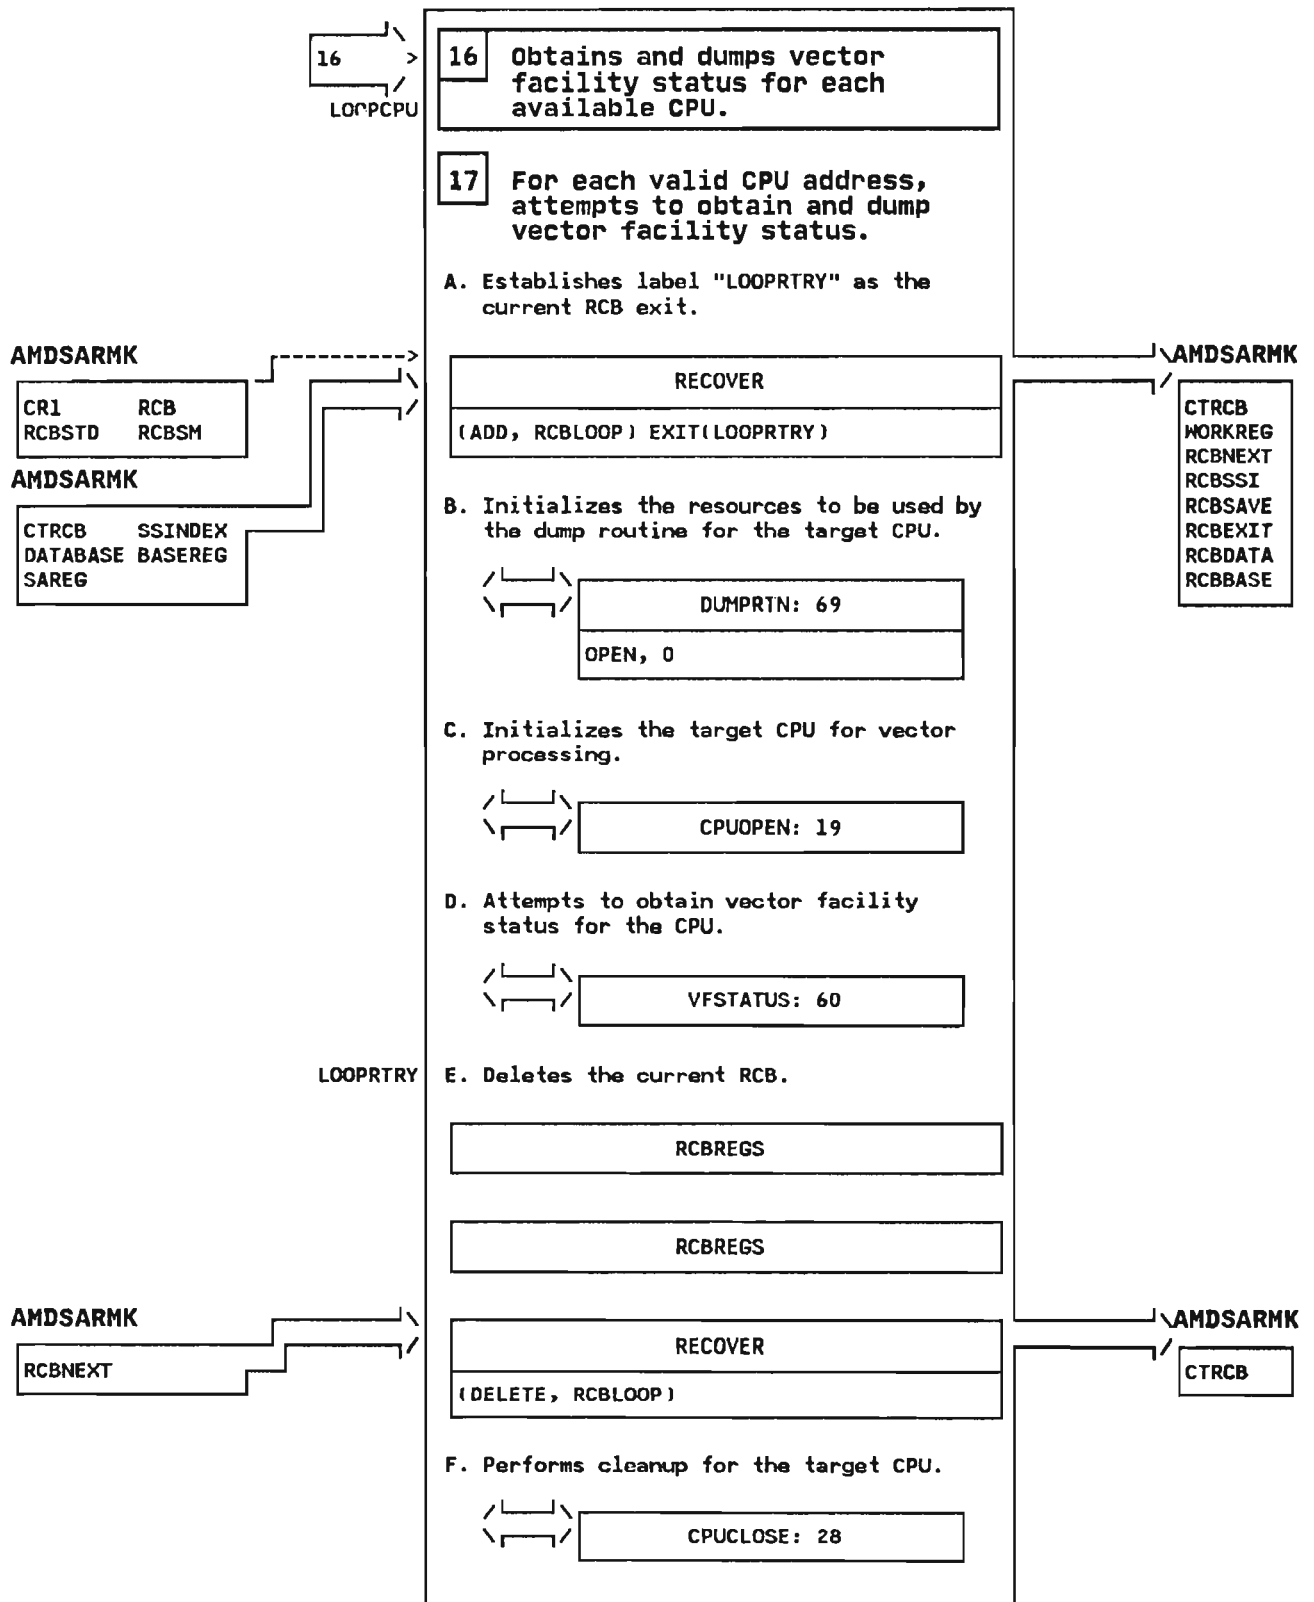 16
LOOPCPU
16 Obtains and dumps vector
facility status for each
available CPU.
17 For each valid CPU address,
attempts to obtain and dump
vector facility status.
A. Establishes label "LOOPRTRY" as the
current RCB exit.
AMDSARMK
CR1 RCB
RCBSTD RCBSM
AMDSARMK
CTRCB SSINDEX
DATABASE BASEREG
SAREG
RECOVER
(ADD, RCBLOOP) EXIT(LOOPRTRY)
AMDSARMK
CTRCB
WORKREG
RCBNEXT
RCBSSI
RCBSAVE
RCBEXIT
RCBDATA
RCBBASE
B. Initializes the resources to be used by
the dump routine for the target CPU.
DUMPRTN: 69
OPEN, 0
C. Initializes the target CPU for vector
processing.
CPUOPEN: 19
D. Attempts to obtain vector facility
status for the CPU.
VFSTATUS: 60
LOOPRTRY
E. Deletes the current RCB.
RCBREGS
RCBREGS
AMDSARMK
RCBNEXT
RECOVER
(DELETE, RCBLOOP)
AMDSARMK
CTRCB
F. Performs cleanup for the target CPU.
CPUCLOSE: 28